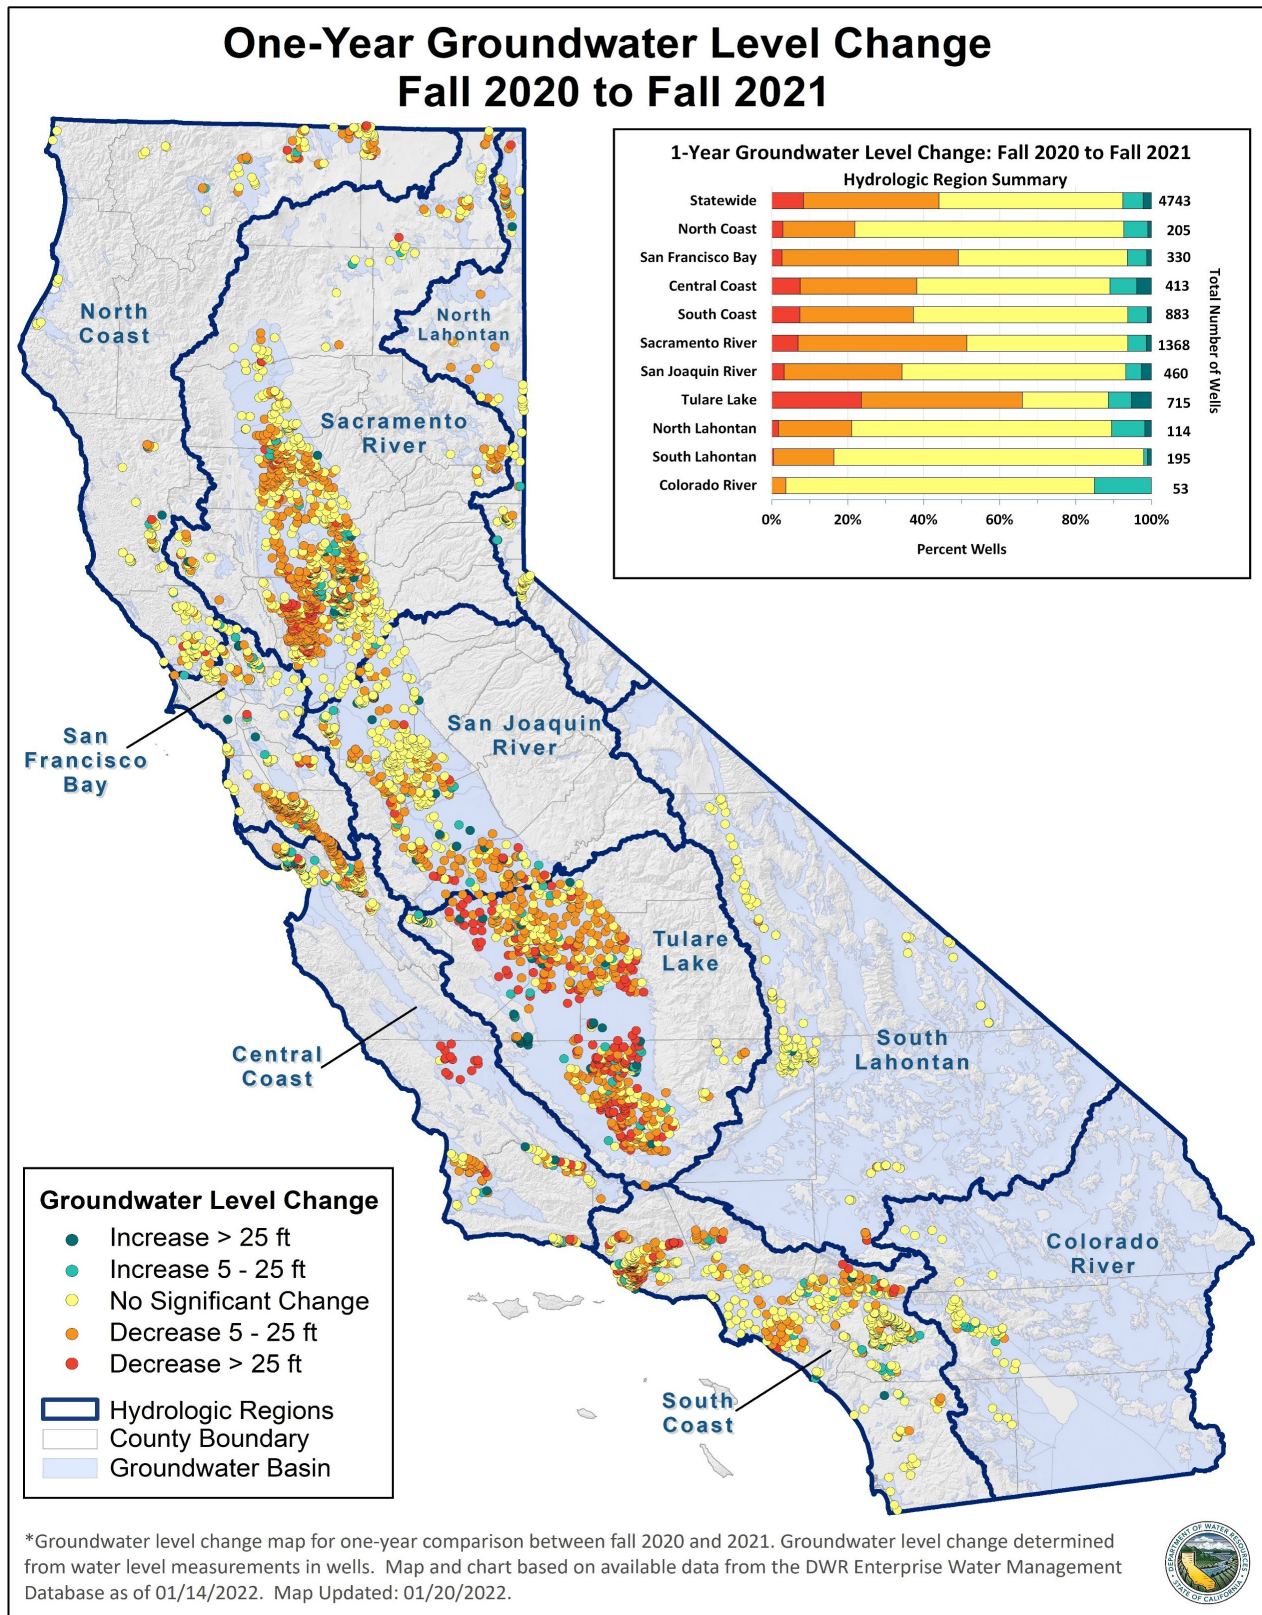 One-Year Groundwater Level Change
Fall 2020 to Fall 2021
1-Year Groundwater Level Change: Fall 2020 to Fall 2021
Hydrologic Region Summary
Statewide 4743
North Coast 205
San Francisco Bay 330
Central Coast 413
South Coast 883
Sacramento River 1368
San Joaquin River 460
Tulare Lake 715
North Lahontan 114
South Lahontan 195
Colorado River 53
0% 20% 40% 60% 80% 100%
Percent Wells
Total Number of Wells
North
Coast
North
Lahontan
Sacramento
River
San Joaquin
River
San
Francisco
Bay
Tulare
Lake
Central
Coast
South
Lahontan
Colorado
River
South
Coast
Groundwater Level Change
Increase > 25 ft
Increase 5 - 25 ft
No Significant Change
Decrease 5 - 25 ft
Decrease > 25 ft
Hydrologic Regions
County Boundary
Groundwater Basin
*Groundwater level change map for one-year comparison between fall 2020 and 2021. Groundwater level change determined
from water level measurements in wells.  Map and chart based on available data from the DWR Enterprise Water Management
Database as of 01/14/2022.  Map Updated: 01/20/2022.
DEPARTMENT OF WATER RESOURCES
STATE OF CALIFORNIA